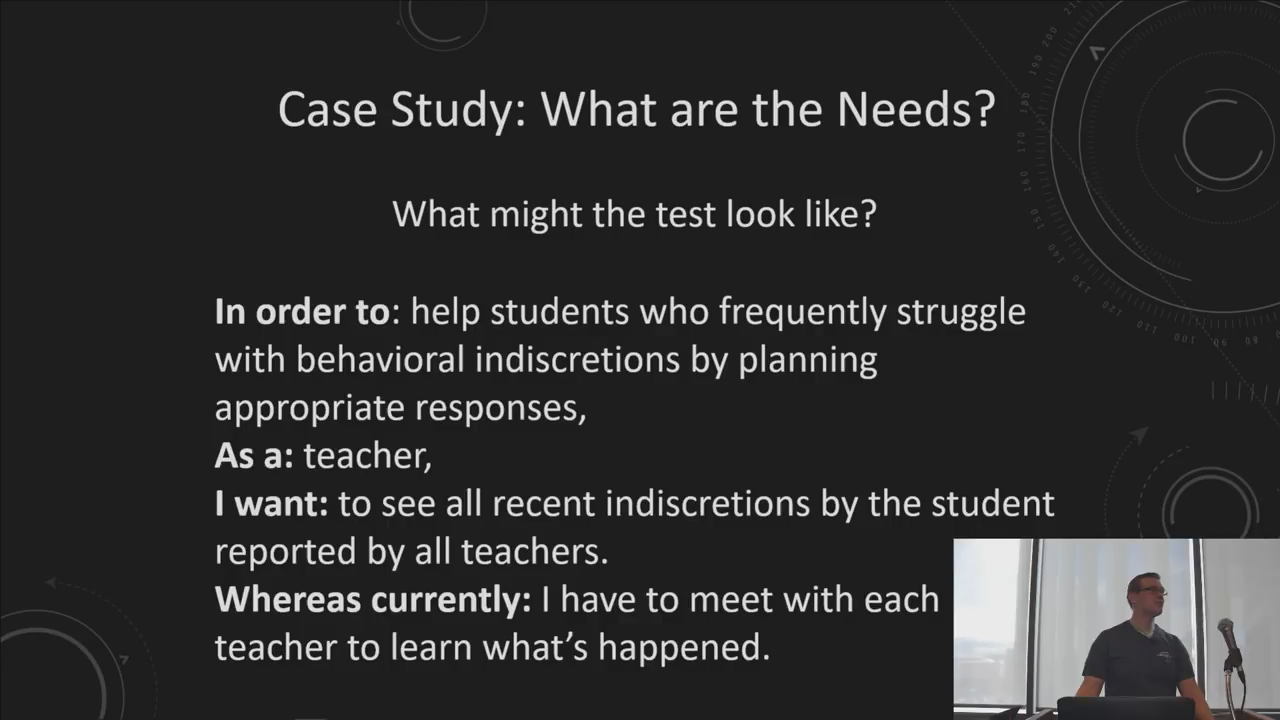 Case Study: What are the Needs?
What might the test look like?
In order to: help students who frequently struggle
with behavioral indiscretions by planning
appropriate responses,
As a: teacher,
I want: to see all recent indiscretions by the student
reported by all teachers.
Whereas currently: I have to meet with each
teacher to learn what's happened.